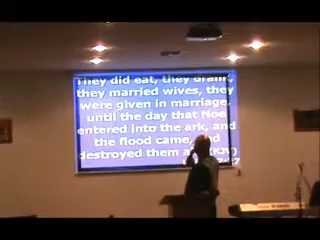 They did eat, they drank,
they married wives, they
were given in marriage,
until the day that Noe
entered into the ark, and
the flood came, and
destroyed them (KJV)